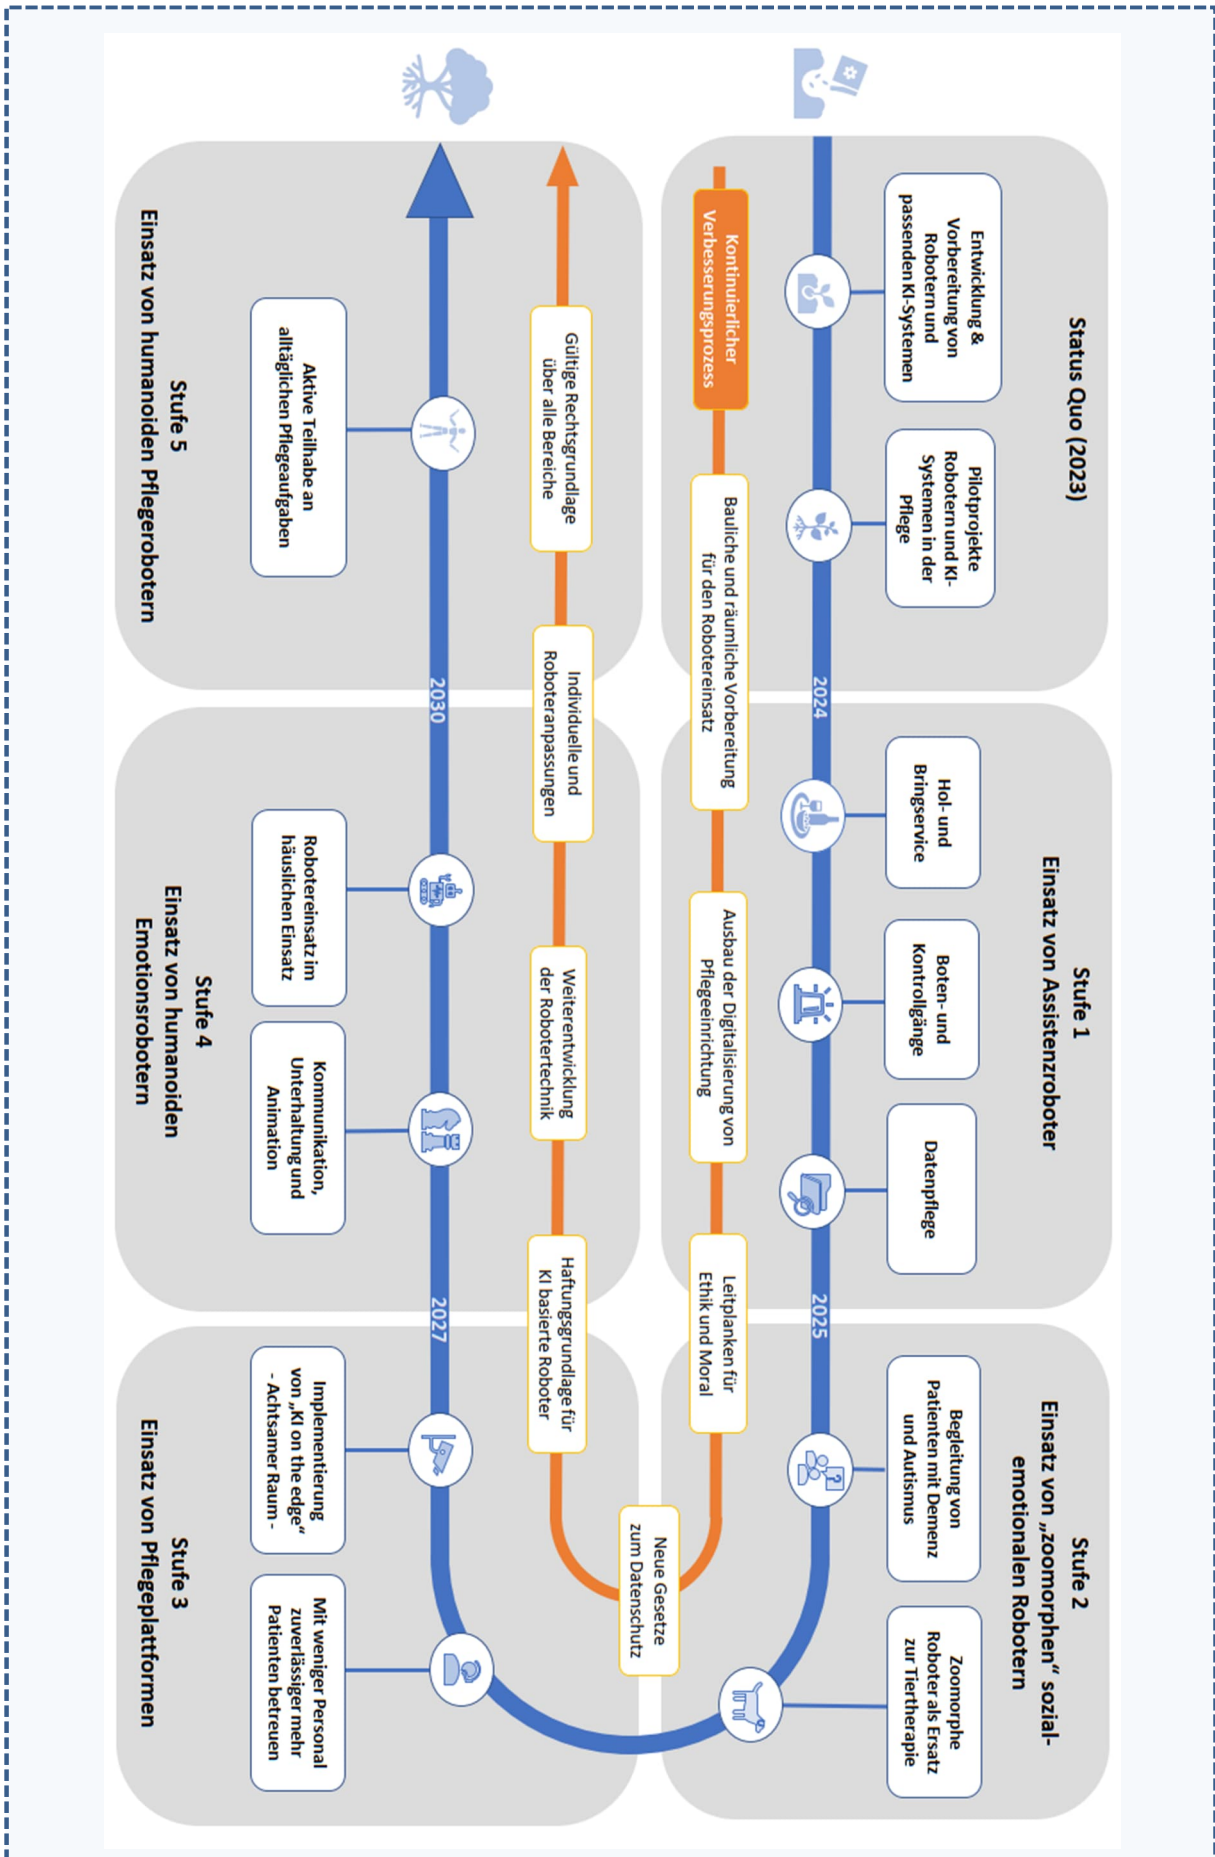 Status Quo (2023)
Entwicklung &
Vorbereitung von
Robotern und
passenden KI-Systemen
Pilotprojekte
Robotern und KI-
Systemen in der
Pflege
2024
Stufe 1
Einsatz von Assistenzroboter
Hol- und
Bringservice
Boten- und
Kontrollgänge
Datenpflege
2025
Stufe 2
Einsatz von „zoomorphen“ sozial-
emotionalen Robotern
Begleitung von
Patienten mit Demenz
und Autismus
Zoomorphe
Roboter als Ersatz
zur Tiertherapie
Kontinuierlicher
Verbesserungsprozess
Bauliche und räumliche Vorbereitung
für den Robotereinsatz
Ausbau der Digitalisierung von
Pflegeeinrichtung
Leitplanken für
Ethik und Moral
Neue Gesetze
zum Datenschutz
Gültige Rechtsgrundlage
über alle Bereiche
Individuelle und
Roboteranpassungen
Weiterentwicklung
der Robotertechnik
Haftungsgrundlage für
KI basierte Roboter
2030
2027
Aktive Teilhabe an
alltäglichen Pflegeaufgaben
Stufe 5
Einsatz von humanoiden Pflegerobotern
Robotereinsatz im
häuslichen Einsatz
Kommunikation,
Unterhaltung und
Animation
Stufe 4
Einsatz von humanoiden
Emotionsrobotern
Implementierung
von „KI on the edge“
- Achtsamer Raum -
Mit weniger Personal
zuverlässiger mehr
Patienten betreuen
Stufe 3
Einsatz von Pflegeplattformen